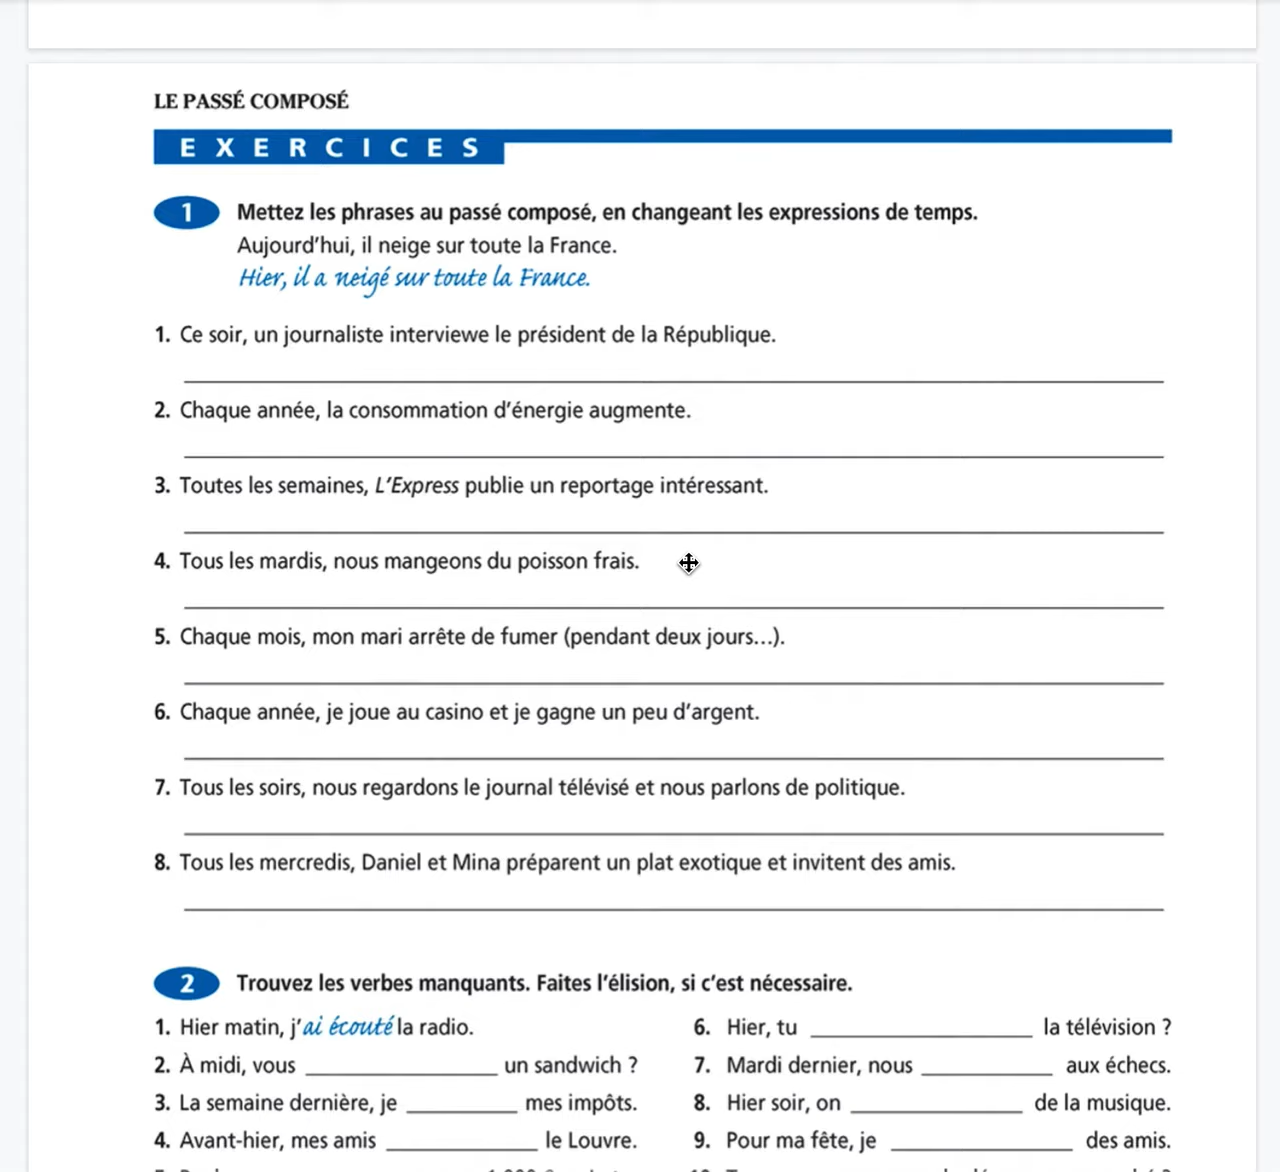 LE PASSÉ COMPOSÉ
EXERCICES
1 Mettez les phrases au passé composé, en changeant les expressions de temps.
Aujourd'hui, il neige sur toute la France.
Hier, il a neigé sur toute la France.
1. Ce soir, un journaliste interviewe le président de la République.
2. Chaque année, la consommation d'énergie augmente.
3. Toutes les semaines, L'Express publie un reportage intéressant.
4. Tous les mardis, nous mangeons du poisson frais.
5. Chaque mois, mon mari arrête de fumer (pendant deux jours...).
6. Chaque année, je joue au casino et je gagne un peu d'argent.
7. Tous les soirs, nous regardons le journal télévisé et nous parlons de politique.
8. Tous les mercredis, Daniel et Mina préparent un plat exotique et invitent des amis.
2 Trouvez les verbes manquants. Faites l'élision, si c'est nécessaire.
1. Hier matin, j'ai écouté la radio.
2. À midi, vous ____ un sandwich ?
3. La semaine dernière, je ____ mes impôts.
4. Avant-hier, mes amis ____ le Louvre.
6. Hier, tu ____ la télévision ?
7. Mardi dernier, nous ____ aux échecs.
8. Hier soir, on ____ de la musique.
9. Pour ma fête, je ____ des amis.